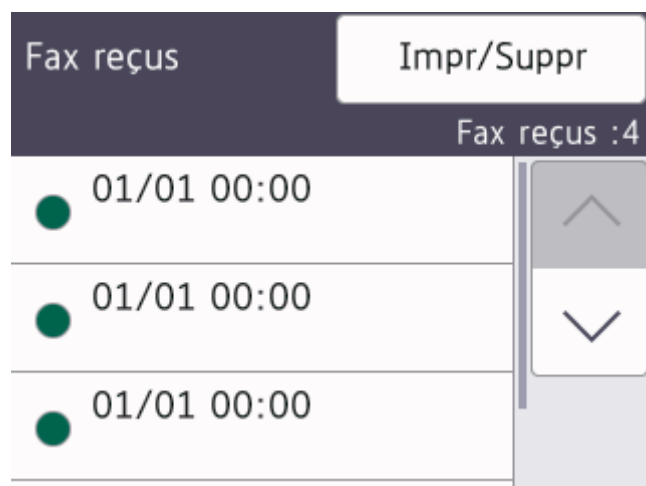 Fax reçus
Impr/Suppr
Fax reçus :4
01/01 00:00
01/01 00:00
01/01 00:00